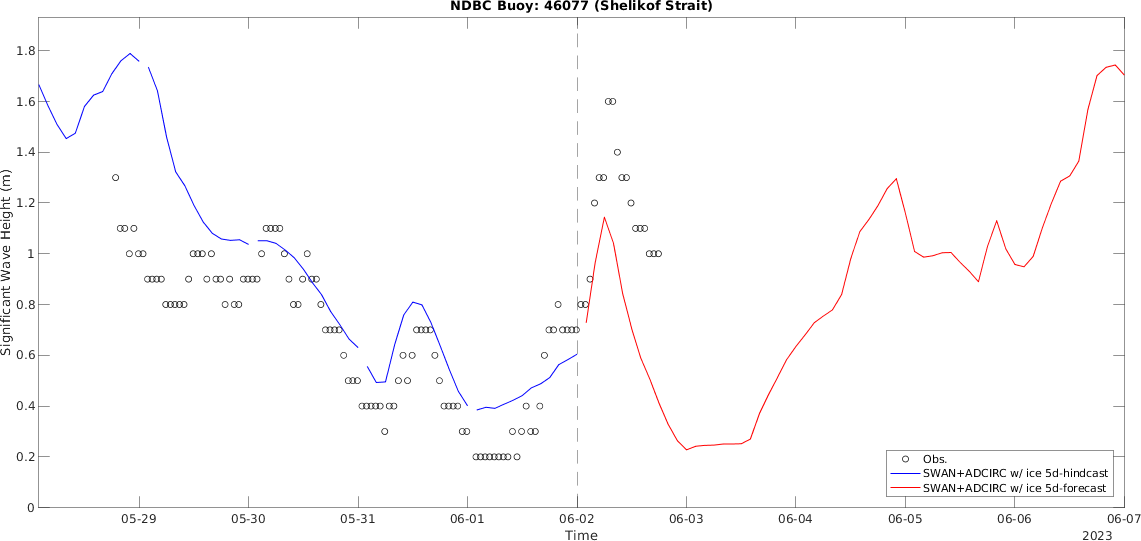 NDBC Buoy: 46077 (Shelikof Strait)
Significant Wave Height (m)
1.8
1.6
1.4
1.2
1
0.8
0.6
0.4
0.2
0
Obs.
SWAN+ADCIRC w/ ice 5d-hindcast
SWAN+ADCIRC w/ ice 5d-forecast
05-29 05-30 05-31 06-01 06-02 06-03 06-04 06-05 06-06 06-07
Time
2023